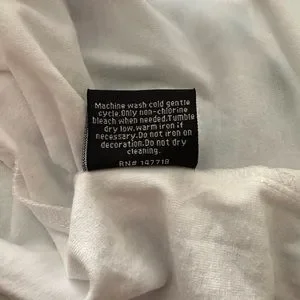 Machine wash cold gentle
cycle.Only non-chlorine
bleach when needed.Tumble
dry low.warm iron if
necessary.Do not iron on
decoration.Do not dry
cleaning.
RN# 147718